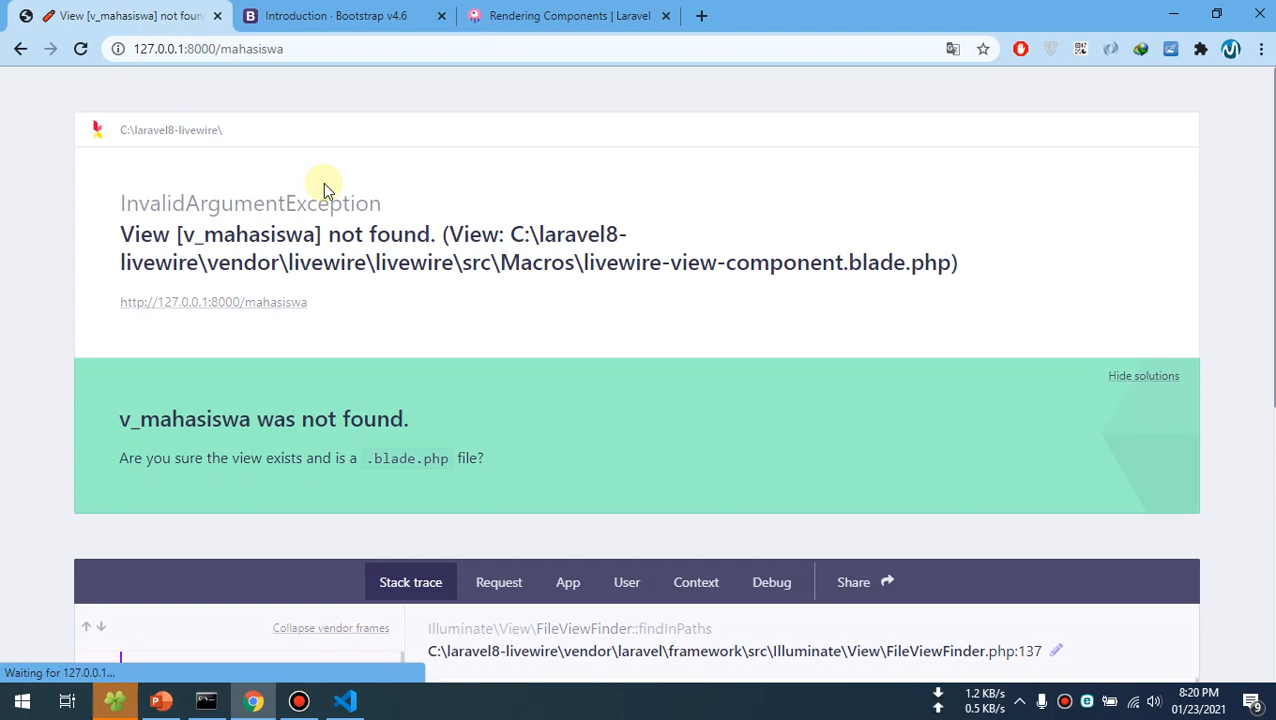 View [v_mahasiswa] not foun
Introduction · Bootstrap v4.6
Rendering Components | Laravel
127.0.0.1:8000/mahasiswa
C:\laravel8-livewire\
InvalidArgumentException
View [v_mahasiswa] not found. (View: C:\laravel8-
livewire\vendor\livewire\livewire\src\Macros\livewire-view-component.blade.php)
http://127.0.0.1:8000/mahasiswa
Hide solutions
v_mahasiswa was not found.
Are you sure the view exists and is a .blade.php file?
Stack trace
Request
App
User
Context
Debug
Share
Collapse vendor frames
Illuminate\View\FileViewFinder::findInPaths
C:\laravel8-livewire\vendor\laravel\framework\src\Illuminate\View\FileViewFinder.php:137
Waiting for 127.0.0.1...
1.2 KB/s
0.5 KB/s
8:20 PM
01/23/2021
9